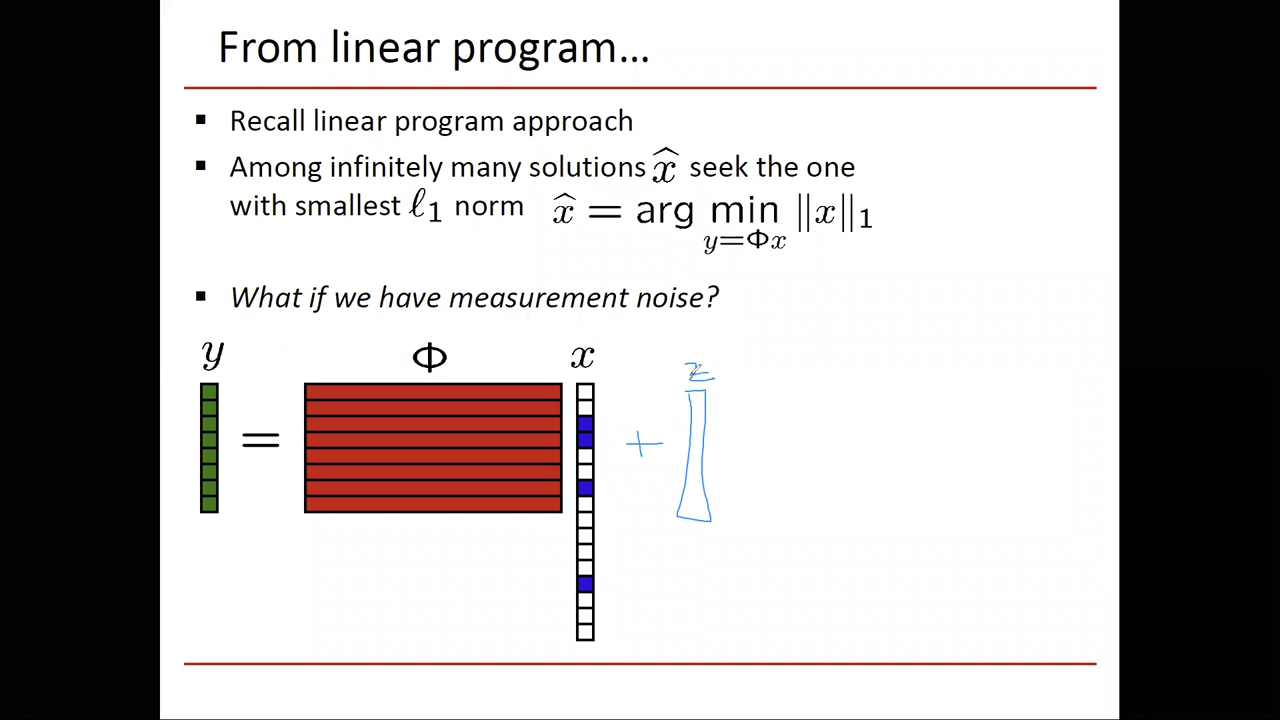 From linear program...
▪ Recall linear program approach
▪ Among infinitely many solutions x̂ seek the one
with smallest ℓ₁ norm x̂ = arg min ‖x‖₁
y=Φx
▪ What if we have measurement noise?
y Φ x z
= +